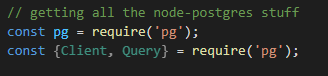 // getting all the node-postgres stuff
const pg = require('pg');
const {Client, Query} = require('pg');